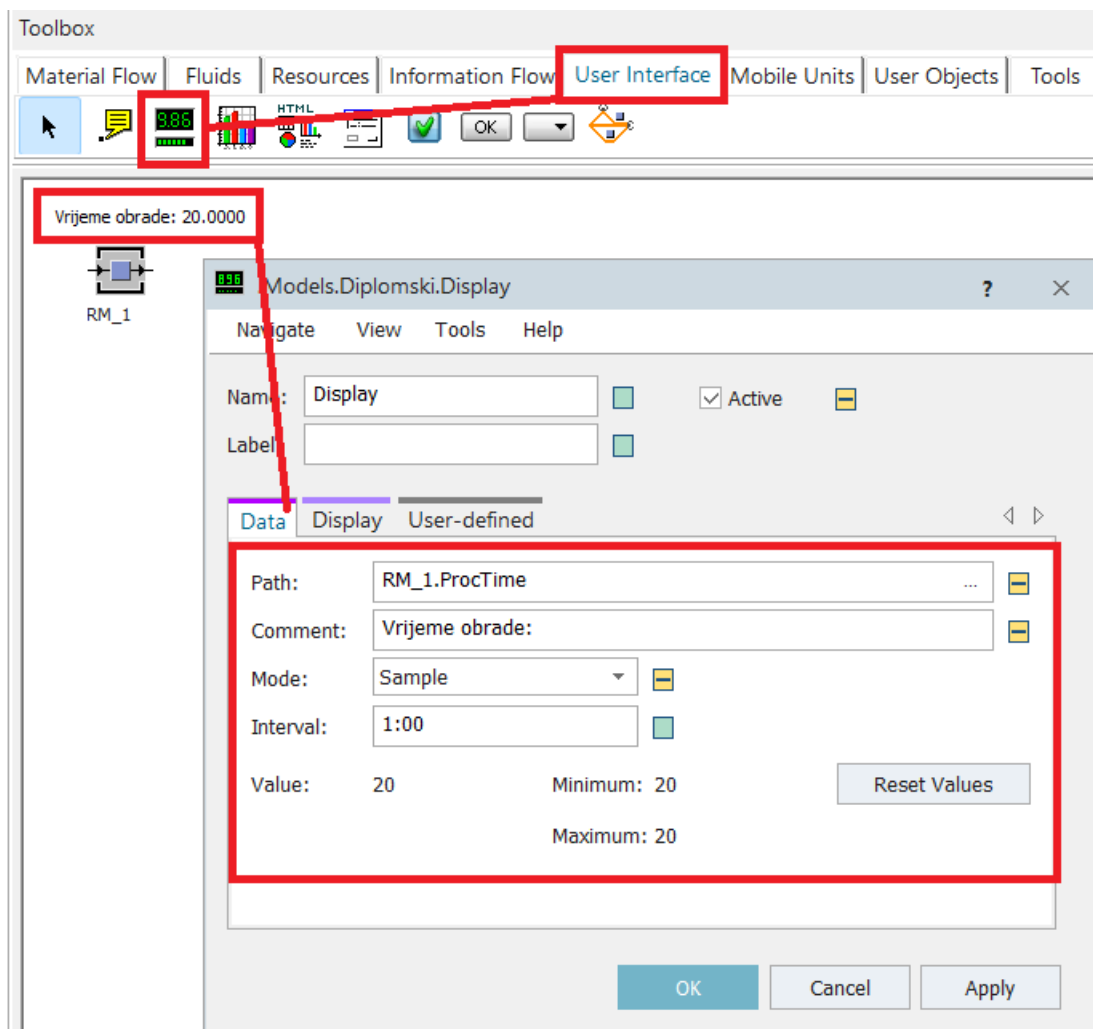 Toolbox
Material Flow Fluids Resources Information Flow User Interface Mobile Units User Objects Tools
9.86 HTML OK
Vrijeme obrade: 20.0000
RM_1
.Models.Diplomski.Display ?
Navigate View Tools Help
Name: Display Active
Label:
Data Display User-defined
Path: RM_1.ProcTime ...
Comment: Vrijeme obrade:
Mode: Sample
Interval: 1:00
Value: 20 Minimum: 20 Reset Values
Maximum: 20
OK Cancel Apply